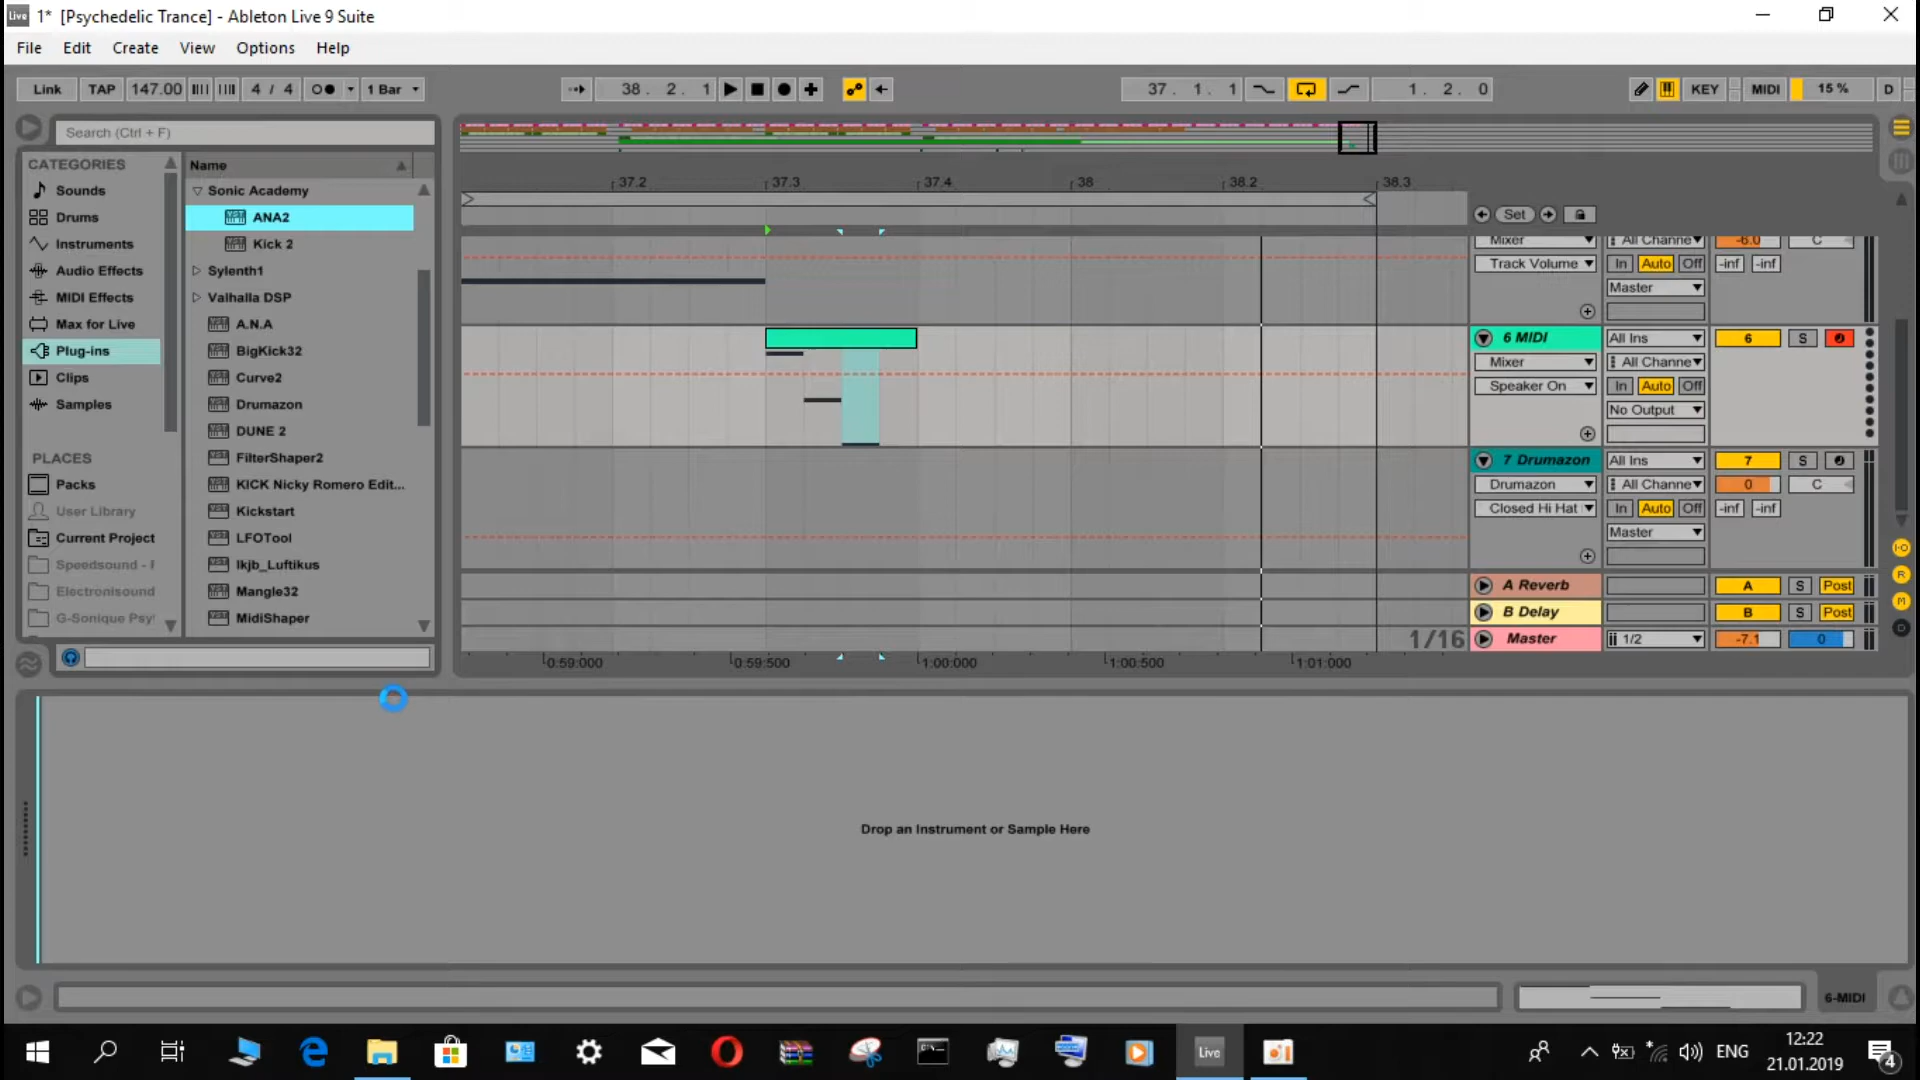 Live 1* [Psychedelic Trance] - Ableton Live 9 Suite
File Edit Create View Options Help
Link TAP 147.00 4 / 4 1 Bar 38. 2. 1 37. 1. 1 1. 2. 0 KEY MIDI 15 % D
Search (Ctrl + F)
CATEGORIES
Sounds
Drums
Instruments
Audio Effects
MIDI Effects
Max for Live
Plug-ins
Clips
Samples
PLACES
Packs
User Library
Current Project
Speedsound - F
Electronisound
G-Sonique Psy
Name
Sonic Academy
ANA2
Kick 2
Sylenth1
Valhalla DSP
A.N.A
BigKick32
Curve2
Drumazon
DUNE 2
FilterShaper2
KICK Nicky Romero Edit...
Kickstart
LFOTool
lkjb_Luftikus
Mangle32
MidiShaper
37.2 37.3 37.4 38 38.2 38.3
Set
Mixer All Channe -6.0 C
Track Volume In Auto Off -inf -inf
Master
6 MIDI All Ins 6 S
Mixer All Channe
Speaker On In Auto Off
No Output
7 Drumazon All Ins 7 S
Drumazon All Channe 0 C
Closed Hi Hat In Auto Off -inf -inf
Master
A Reverb A S Post
B Delay B S Post
1/16 Master 1/2 -7.1 0
0:59:000 0:59:500 1:00:000 1:00:500 1:01:000
I-O
R
M
D
Drop an Instrument or Sample Here
6-MIDI
Live ENG 12:22
21.01.2019 4